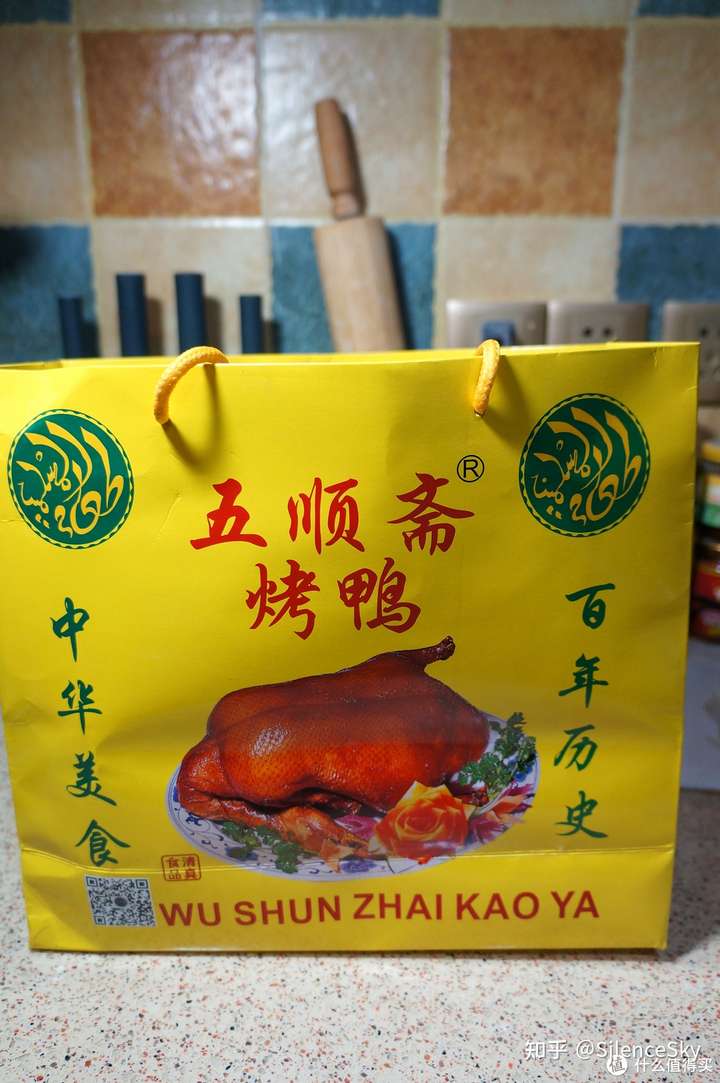 五顺斋®
烤鸭
中华美食
百年历史
清真
食品
WU SHUN ZHAI KAO YA
知乎 @SilenceSky
值 什么值得买